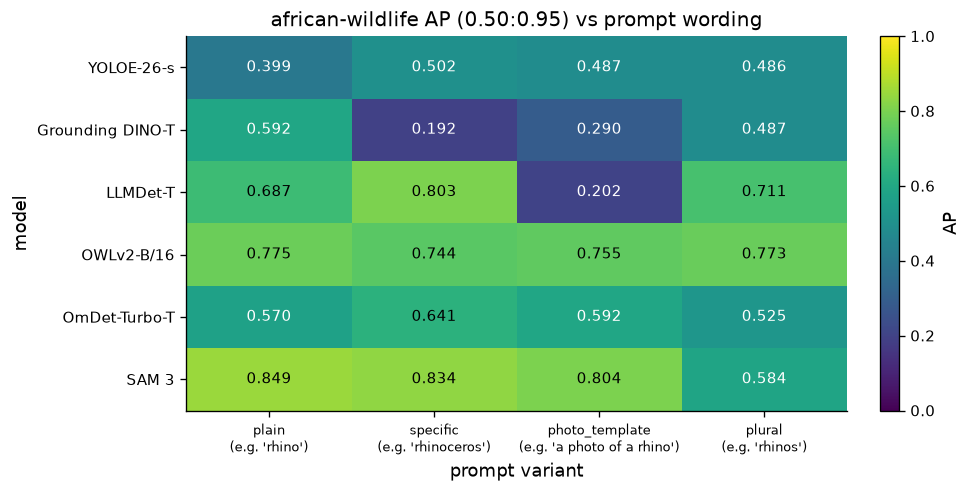 african-wildlife AP (0.50:0.95) vs prompt wording
YOLOE-26-s 0.399 0.502 0.487 0.486
Grounding DINO-T 0.592 0.192 0.290 0.487
LLMDet-T 0.687 0.803 0.202 0.711
OWLv2-B/16 0.775 0.744 0.755 0.773
OmDet-Turbo-T 0.570 0.641 0.592 0.525
SAM 3 0.849 0.834 0.804 0.584
model
plain specific photo_template plural
(e.g. 'rhino') (e.g. 'rhinoceros') (e.g. 'a photo of a rhino') (e.g. 'rhinos')
prompt variant
1.0
0.8
0.6
0.4
0.2
0.0
AP